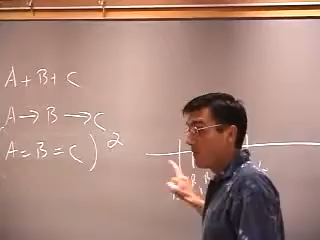 A + B + C
A → B → C
A = B = C ) 2